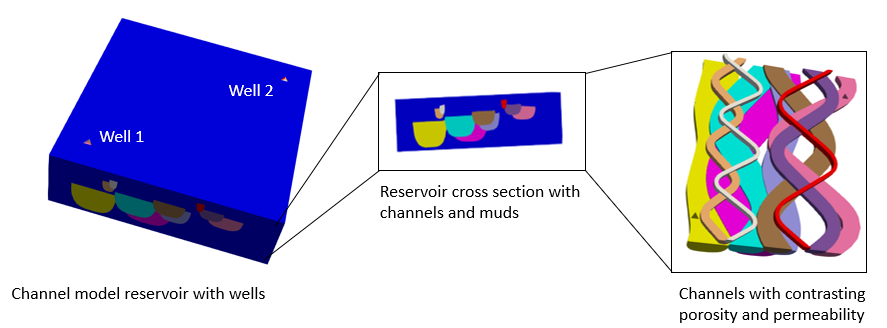 Well 2
Well 1
Reservoir cross section with
channels and muds
Channel model reservoir with wells
Channels with contrasting
porosity and permeability